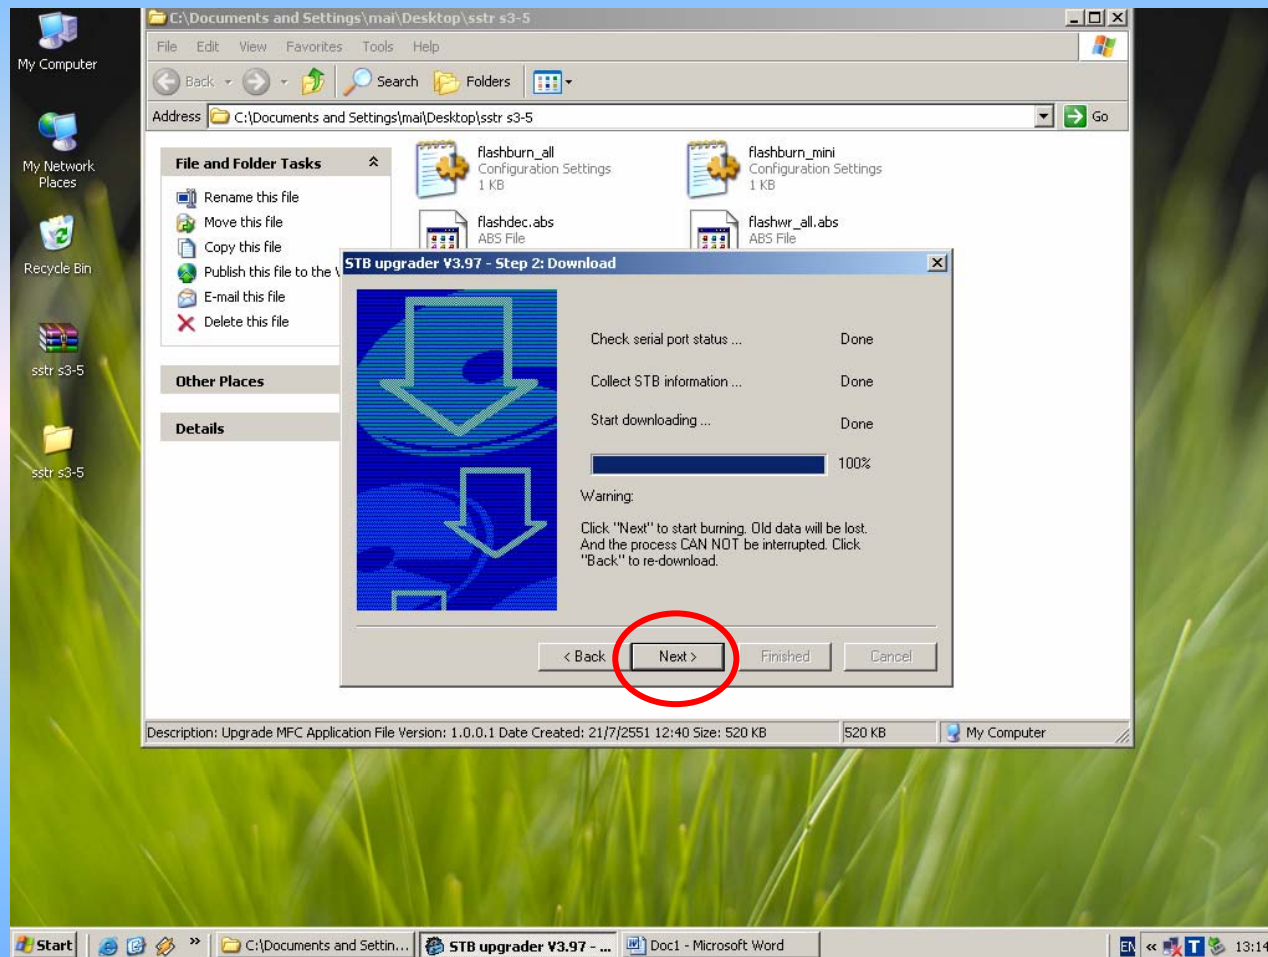 My Computer
My Network
Places
Recycle Bin
sstr s3-5
sstr s3-5
C:\Documents and Settings\mai\Desktop\sstr s3-5
File Edit View Favorites Tools Help
Back Search Folders
Address C:\Documents and Settings\mai\Desktop\sstr s3-5 Go
File and Folder Tasks
Rename this file
Move this file
Copy this file
Publish this file to the
E-mail this file
Delete this file
Other Places
Details
flashburn_all
Configuration Settings
1 KB
flashburn_mini
Configuration Settings
1 KB
flashdec.abs
ABS File
flashwr_all.abs
ABS File
STB upgrader V3.97 - Step 2: Download
Check serial port status ... Done
Collect STB information ... Done
Start downloading ... Done
100%
Warning:
Click "Next" to start burning. Old data will be lost.
And the process CAN NOT be interrupted. Click
"Back" to re-download.
< Back Next > Finished Cancel
Description: Upgrade MFC Application File Version: 1.0.0.1 Date Created: 21/7/2551 12:40 Size: 520 KB 520 KB My Computer
Start » C:\Documents and Settin... STB upgrader V3.97 - ... Doc1 - Microsoft Word EN « T 13:14